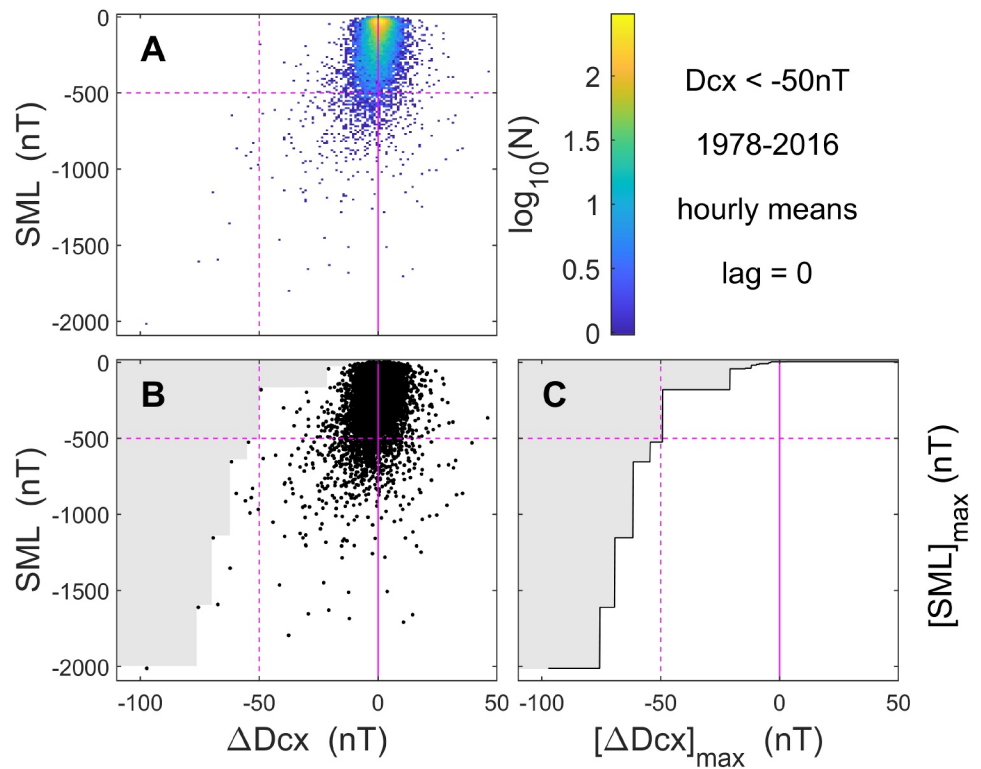 A
0
-500
-1000
-1500
-2000
SML (nT)
log10(N)
2
1.5
1
0.5
0
Dcx < -50nT
1978-2016
hourly means
lag = 0
B
0
-500
-1000
-1500
-2000
SML (nT)
-100 -50 0 50
ΔDcx (nT)
C
-100 -50 0 50
[ΔDcx]max (nT)
[SML]max (nT)